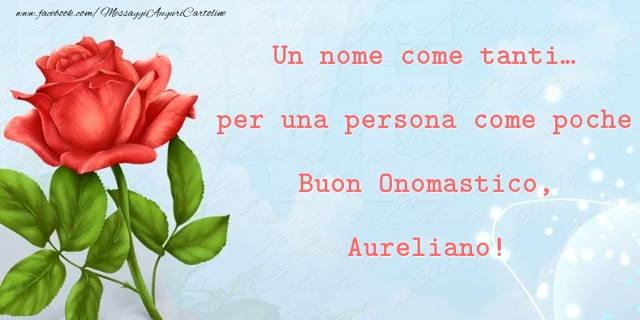 www.facebook.com/MessaggiAuguriCartoline
Un nome come tanti…
per una persona come poche
Buon Onomastico,
Aureliano!